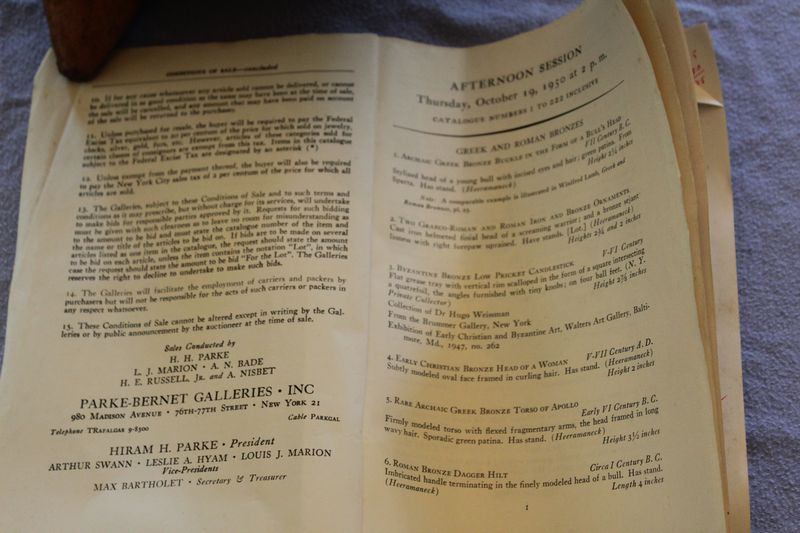 CONDITIONS OF SALE—concluded
10. If for any cause whatsoever any article sold cannot be delivered, or cannot
be delivered in as good condition as the same may have been at the time of sale,
the sale will be cancelled, and any amount that may have been paid on account
of the sale will be returned to the purchaser.
11. Unless purchased for resale, the buyer will be required to pay the Federal
Excise Tax equivalent to 20 per centum of the price for which sold on jewelry,
clocks, silver, gold, furs, etc. However, articles of these categories sold for
certain classes of consignors are exempt from this tax. Items in this catalogue
subject to the Federal Excise Tax are designated by an asterisk (*)
12. Unless exempt from the payment thereof, the buyer will also be required
to pay the New York City sales tax of 2 per centum of the price for which all
articles are sold.
13. The Galleries, subject to these Conditions of Sale and to such terms and
conditions as it may prescribe, but without charge for its services, will undertake
to make bids for responsible parties approved by it. Requests for such bidding
must be given with such clearness as to leave no room for misunderstanding as
to the amount to be bid and must state the catalogue number of the item and
the name or title of the articles to be bid on. If bids are to be made on several
articles listed as one item in the catalogue, the request should state the amount
to be bid on each article, unless the item contains the notation "Lot", in which
case the request should state the amount to be bid "For the Lot". The Galleries
reserve the right to decline to undertake to make such bids.
14. The Galleries will facilitate the employment of carriers and packers by
purchasers but will not be responsible for the acts of such carriers or packers in
any respect whatsoever.
15. These Conditions of Sale cannot be altered except in writing by the Gal-
leries or by public announcement by the auctioneer at the time of sale.
Sales Conducted by
H. H. PARKE
L. J. MARION · A. N. BADE
H. E. RUSSELL, JR. and A. NISBET
PARKE-BERNET GALLERIES · INC
980 MADISON AVENUE · 76TH-77TH STREET · NEW YORK 21
Telephone TRAFALGAR 9-8300
Cable PARKGAL
HIRAM H. PARKE · President
ARTHUR SWANN · LESLIE A. HYAM · LOUIS J. MARION
Vice-Presidents
MAX BARTHOLET · Secretary & Treasurer
AFTERNOON SESSION
Thursday, October 19, 1950 at 2 p. m.
CATALOGUE NUMBERS 1 TO 222 INCLUSIVE
GREEK AND ROMAN BRONZES
1. ARCHAIC GREEK BRONZE BUCKLE IN THE FORM OF A BULL'S HEAD
VII Century B. C.
Stylized head of a young bull with incised eyes and hair; green patina. From
Sparta. Has stand. (Heeramaneck)
Height 2¼ inches
NOTE: A comparable example is illustrated in Winifred Lamb, Greek and
Roman Bronzes, pl. 25.
2. TWO GRAECO-ROMAN AND ROMAN IRON AND BRONZE ORNAMENTS
Cast iron helmeted finial head of a screaming warrior; and a bronze sejant
lioness with right forepaw upraised. Have stands. [Lot.] (Heeramaneck)
Heights 2¾ and 2 inches
3. BYZANTINE BRONZE LOW PRICKET CANDLESTICK
V-VI Century
Flat grease tray with vertical rim scalloped in the form of a square intersecting
a quatrefoil, the angles furnished with tiny knobs; on four ball feet. (N. Y.
Private Collector)
Height 2⅞ inches
Collection of Dr Hugo Weissman
From the Brummer Gallery, New York
Exhibition of Early Christian and Byzantine Art, Walters Art Gallery, Balti-
more, Md., 1947, no. 262
4. EARLY CHRISTIAN BRONZE HEAD OF A WOMAN
V-VII Century A. D.
Subtly modeled oval face framed in curling hair. Has stand. (Heeramaneck)
Height 2 inches
5. RARE ARCHAIC GREEK BRONZE TORSO OF APOLLO
Early VI Century B. C.
Firmly modeled torso with flexed fragmentary arms, the head framed in long
wavy hair. Sporadic green patina. Has stand. (Heeramaneck)
Height 3½ inches
6. ROMAN BRONZE DAGGER HILT
Circa I Century B. C.
Imbricated handle terminating in the finely modeled head of a bull. Has stand.
(Heeramaneck)
Length 4 inches
1